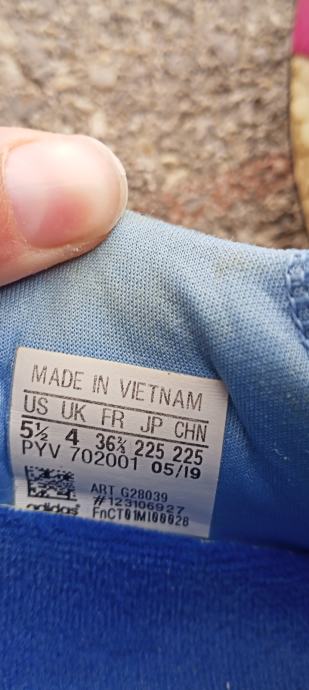 MADE IN VIETNAM
US UK FR JP CHN
5½ 4 36⅔ 225 225
PYV 702001 05/19
ART G28039
#123106927
adidas FnCT01M100028